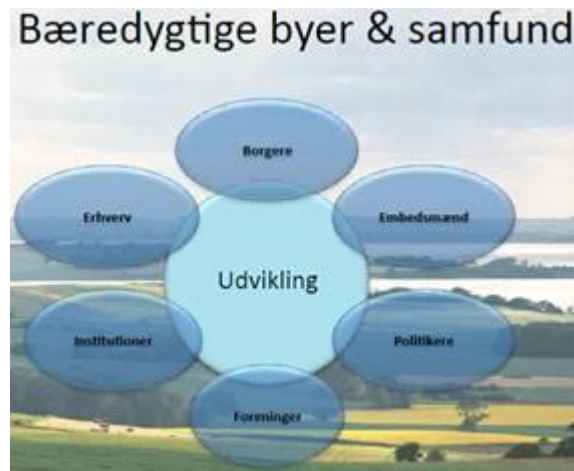 Bæredygtige byer & samfund
Borgere
Erhverv
Embedsmænd
Udvikling
Institutioner
Politikere
Foreninger